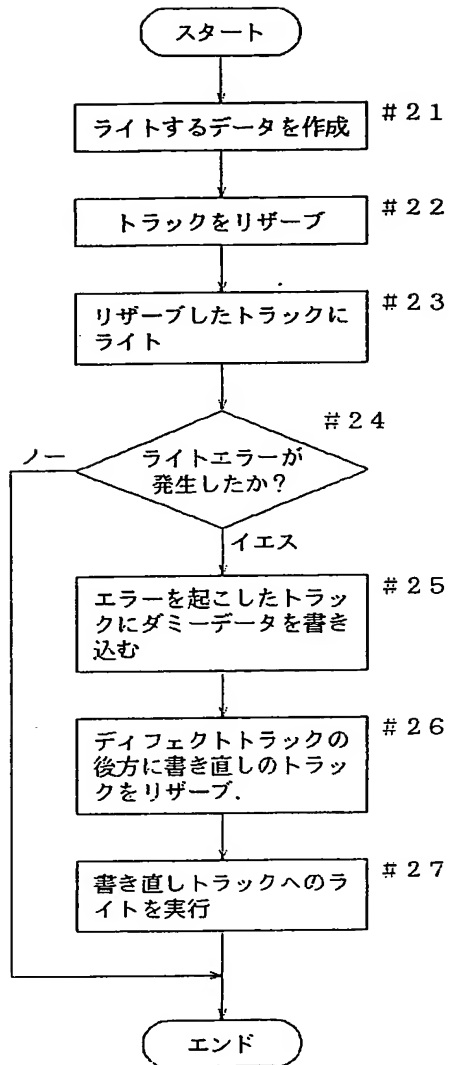 スタート
ライトするデータを作成
#21
トラックをリザーブ
#22
リザーブしたトラックに
ライト
#23
#24
ライトエラーが
発生したか?
ノー
イエス
エラーを起こしたトラッ
クにダミーデータを書き
込む
#25
ディフェクトトラックの
後方に書き直しのトラッ
クをリザーブ.
#26
書き直しトラックへのラ
イトを実行
#27
エンド